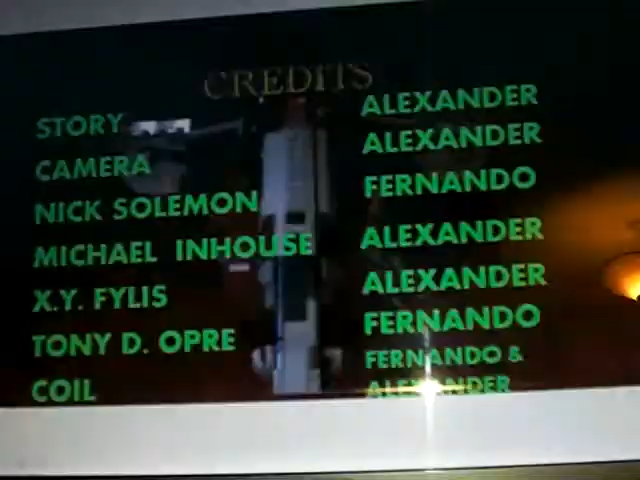 CREDITS
STORY ALEXANDER
CAMERA ALEXANDER
NICK SOLEMON FERNANDO
MICHAEL INHOUSE ALEXANDER
X.Y. FYLIS ALEXANDER
TONY D. OPRE FERNANDO
COIL FERNANDO &
ALEXANDER